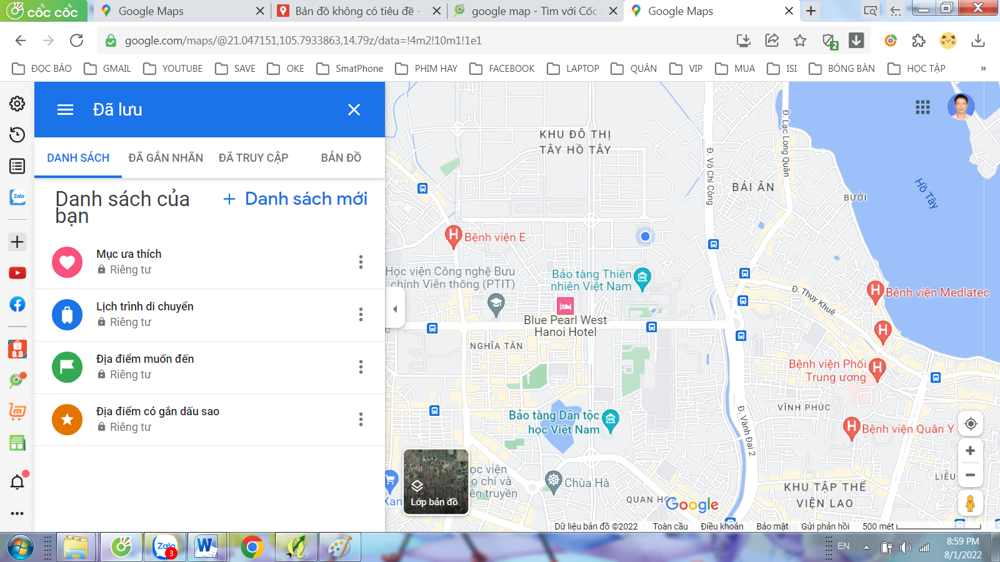 cốc cốc
Google Maps
Bản đồ không có tiêu đề -
google map - Tìm với Cốc
Google Maps
google.com/maps/@21.047151,105.7933863,14.79z/data=!4m2!10m1!1e1
2
ĐỌC BÁO
GMAIL
YOUTUBE
SAVE
OKE
SmatPhone
PHIM HAY
FACEBOOK
LAPTOP
QUÂN
VIP
MUA
ISI
BÓNG BÀN
HỌC TẬP
»
Đã lưu
DANH SÁCH
ĐÃ GẮN NHÃN
ĐÃ TRUY CẬP
BẢN ĐỒ
Danh sách của
bạn
+ Danh sách mới
Mục ưa thích
Riêng tư
Lịch trình di chuyển
Riêng tư
Địa điểm muốn đến
Riêng tư
Địa điểm có gắn dấu sao
Riêng tư
Zalo
8.8
KHU ĐÔ THỊ
TÂY HỒ TÂY
Đ. Võ Chí Công
Đ. Lạc Long Quân
BÁI ÂN
BƯỞI
Hồ Tây
H
Bệnh viện E
Học viện Công nghệ Bưu
chính Viễn thông (PTIT)
Bảo tàng Thiên
nhiên Việt Nam
Blue Pearl West
Hanoi Hotel
Đ. Thụy Khuê
H
Bệnh viện Medlatec
H
NGHĨA TÂN
Bệnh viện Phổi
Trung ương
H
VĨNH PHÚC
Bảo tàng Dân tộc
học Việt Nam
Đ. Vành Đai 2
H
Bệnh viện Quân Y
Lớp bản đồ
ọc viện
o chí và
ên truyền
Xan
Chùa Hà
QUAN HO
Google
KHU TẬP THỂ
VIỆN LAO
LIỄU
Dữ liệu bản đồ ©2022
Toàn cầu
Điều khoản
Bảo mật
Gửi phản hồi
500 mét
Zalo
3
W
EN
8:59 PM
8/1/2022